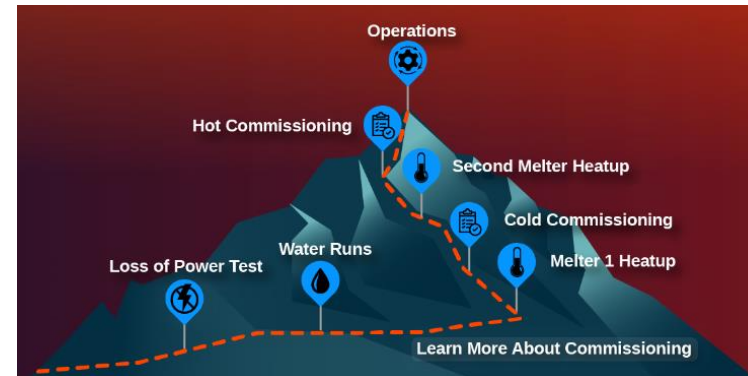 Operations
Hot Commissioning
Second Melter Heatup
Cold Commissioning
Water Runs
Melter 1 Heatup
Loss of Power Test
Learn More About Commissioning